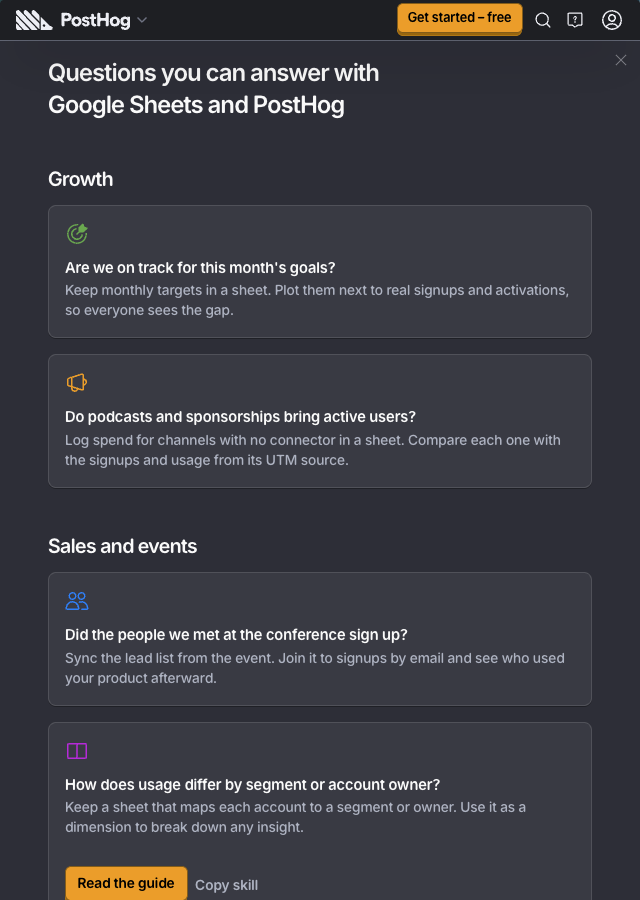 PostHog
Get started – free
Questions you can answer with
Google Sheets and PostHog
Growth
Are we on track for this month's goals?
Keep monthly targets in a sheet. Plot them next to real signups and activations,
so everyone sees the gap.
Do podcasts and sponsorships bring active users?
Log spend for channels with no connector in a sheet. Compare each one with
the signups and usage from its UTM source.
Sales and events
Did the people we met at the conference sign up?
Sync the lead list from the event. Join it to signups by email and see who used
your product afterward.
How does usage differ by segment or account owner?
Keep a sheet that maps each account to a segment or owner. Use it as a
dimension to break down any insight.
Read the guide
Copy skill